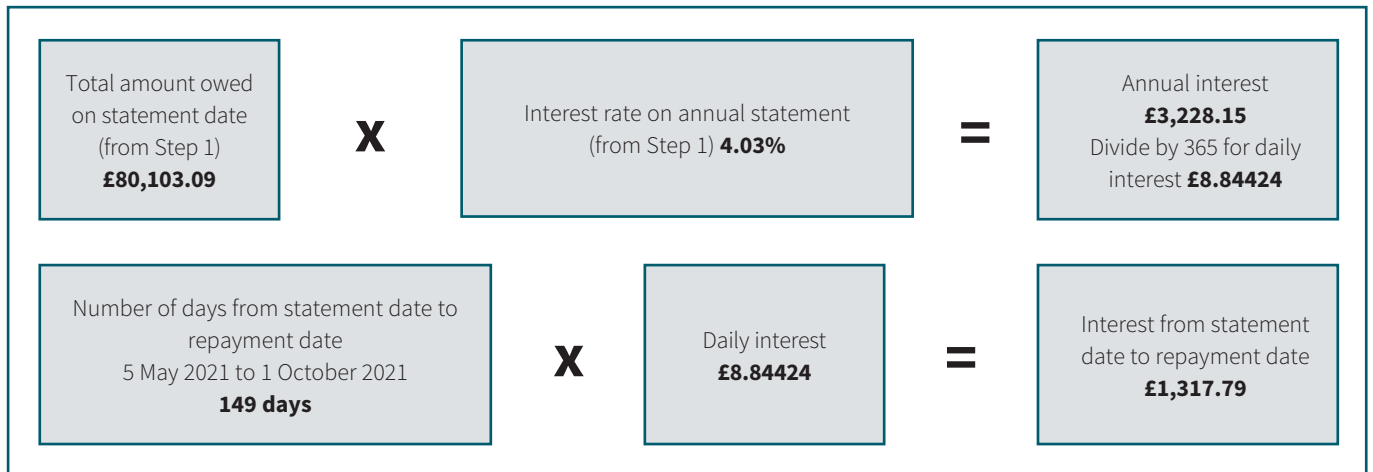 Total amount owed
on statement date
(from Step 1)
£80,103.09
x
Interest rate on annual statement
(from Step 1) 4.03%
=
Annual interest
£3,228.15
Divide by 365 for daily
interest £8.84424
Number of days from statement date to
repayment date
5 May 2021 to 1 October 2021
149 days
x
Daily interest
£8.84424
=
Interest from statement
date to repayment date
£1,317.79